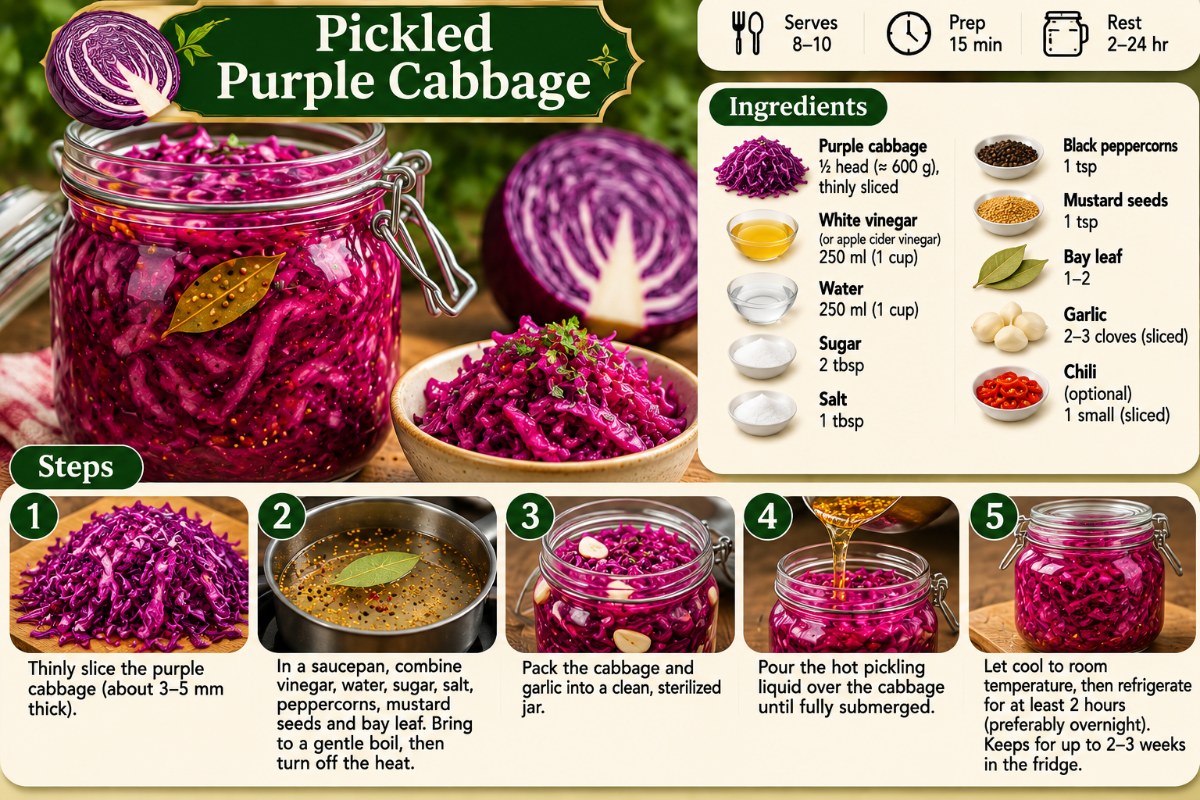 Pickled
Purple Cabbage
Serves
8–10
Prep
15 min
Rest
2–24 hr
Ingredients
Purple cabbage
½ head (≈ 600 g),
thinly sliced
White vinegar
(or apple cider vinegar)
250 ml (1 cup)
Water
250 ml (1 cup)
Sugar
2 tbsp
Salt
1 tbsp
Black peppercorns
1 tsp
Mustard seeds
1 tsp
Bay leaf
1–2
Garlic
2–3 cloves (sliced)
Chili
(optional)
1 small (sliced)
Steps
1
Thinly slice the purple
cabbage (about 3–5 mm
thick).
2
In a saucepan, combine
vinegar, water, sugar, salt,
peppercorns, mustard
seeds and bay leaf. Bring
to a gentle boil, then
turn off the heat.
3
Pack the cabbage and
garlic into a clean, sterilized
jar.
4
Pour the hot pickling
liquid over the cabbage
until fully submerged.
5
Let cool to room
temperature, then refrigerate
for at least 2 hours
(preferably overnight).
Keeps for up to 2–3 weeks
in the fridge.